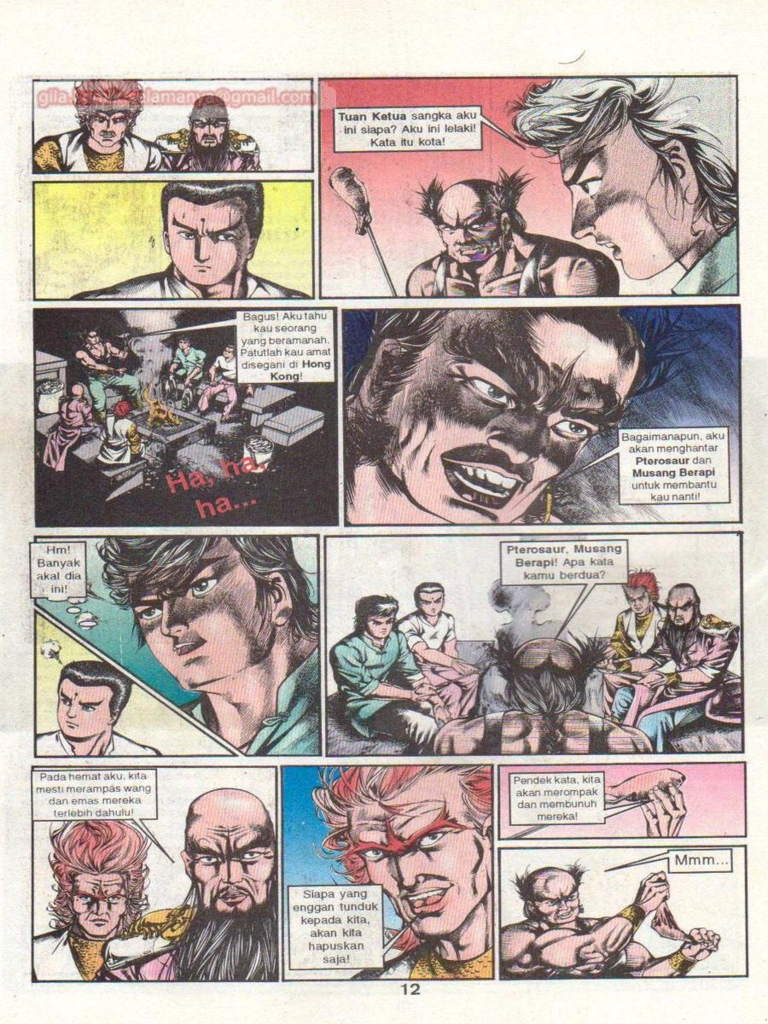 @gmail.com
Tuan Ketua sangka aku
ini siapa? Aku ini lelaki!
Kata itu kota!
Bagus! Aku tahu
kau seorang
yang beramanah.
Patutlah kau amat
disegani di Hong
Kong!
Ha, ha,
ha...
Bagaimanapun, aku
akan menghantar
Pterosaur dan
Musang Berapi
untuk membantu
kau nanti!
Hm!
Banyak
akal dia
ini!
Pterosaur, Musang
Berapi! Apa kata
kamu berdua?
Pada hemat aku, kita
mesti merampas wang
dan emas mereka
terlebih dahulu!
Siapa yang
enggan tunduk
kepada kita,
akan kita
hapuskan
saja!
Pendek kata, kita
akan merompak
dan membunuh
mereka!
Mmm...
12